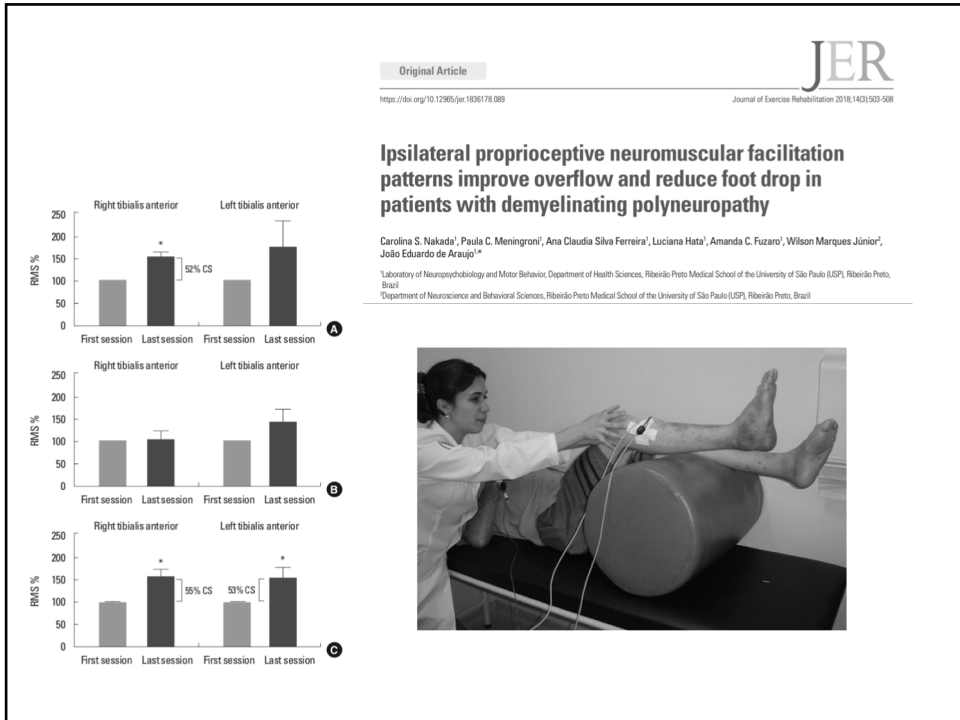 Original Article
JER
https://doi.org/10.12965/jer.1836178.089
Journal of Exercise Rehabilitation 2018;14(3):503-508
Ipsilateral proprioceptive neuromuscular facilitation
patterns improve overflow and reduce foot drop in
patients with demyelinating polyneuropathy
Carolina S. Nakada1, Paula C. Meningroni1, Ana Claudia Silva Ferreira1, Luciana Hata1, Amanda C. Fuzaro1, Wilson Marques Júnior2,
João Eduardo de Araujo1,*
1Laboratory of Neuropsychobiology and Motor Behavior, Department of Health Sciences, Ribeirão Preto Medical School of the University of São Paulo (USP), Ribeirão Preto,
Brazil
2Department of Neuroscience and Behavioral Sciences, Ribeirão Preto Medical School of the University of São Paulo (USP), Ribeirão Preto, Brazil
Right tibialis anterior Left tibialis anterior
RMS %
250
200
150
100
50
0
*
52% CS
First session Last session First session Last session
A
Right tibialis anterior Left tibialis anterior
RMS %
250
200
150
100
50
0
First session Last session First session Last session
B
Right tibialis anterior Left tibialis anterior
RMS %
250
200
150
100
50
0
* *
55% CS 53% CS
First session Last session First session Last session
C